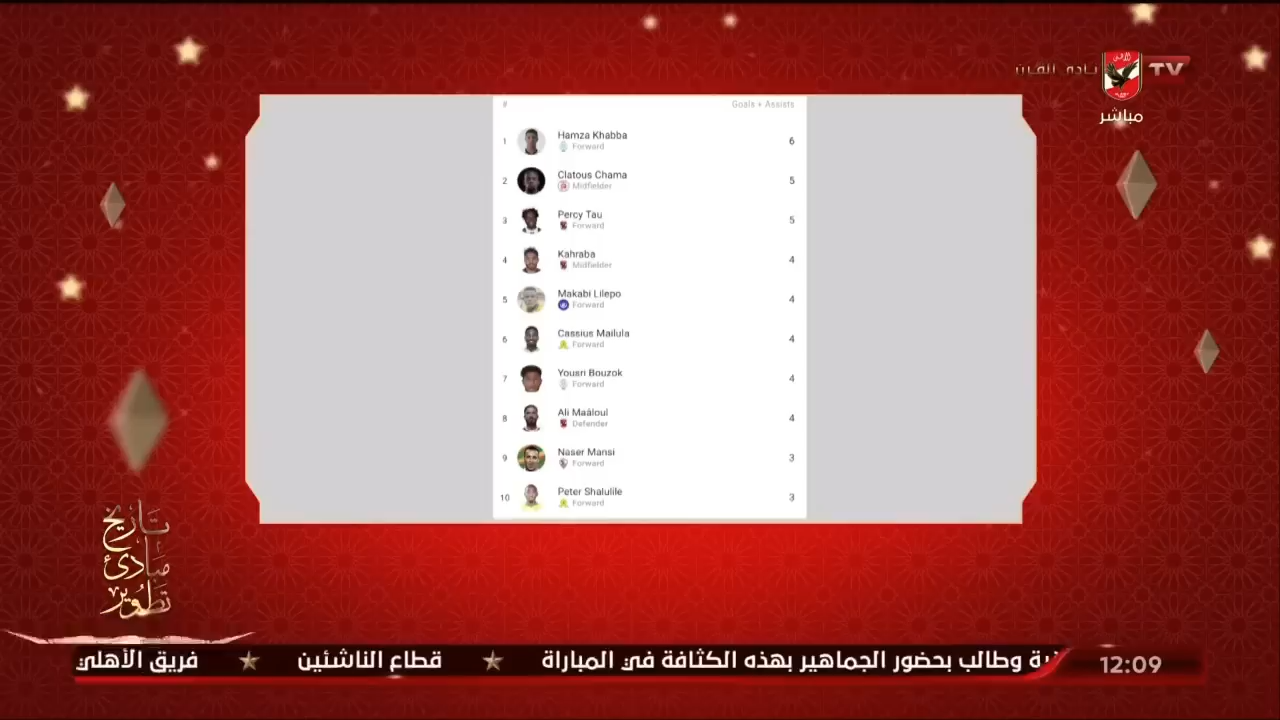 نادي القرن
TV
مباشر
# Goals + Assists
1 Hamza Khabba 6
Forward
2 Clatous Chama 5
Midfielder
3 Percy Tau 5
Forward
4 Kahraba 4
Midfielder
5 Makabi Lilepo 4
Forward
6 Cassius Mailula 4
Forward
7 Yousri Bouzok 4
Forward
8 Ali Maâloul 4
Defender
9 Naser Mansi 3
Forward
10 Peter Shalulile 3
Forward
تاريخ
مبادئ
تطوير
وطالب بحضور الجماهير بهذه الكثافة في المباراة ★ قطاع الناشئين ★ فريق الأهلي
12:09